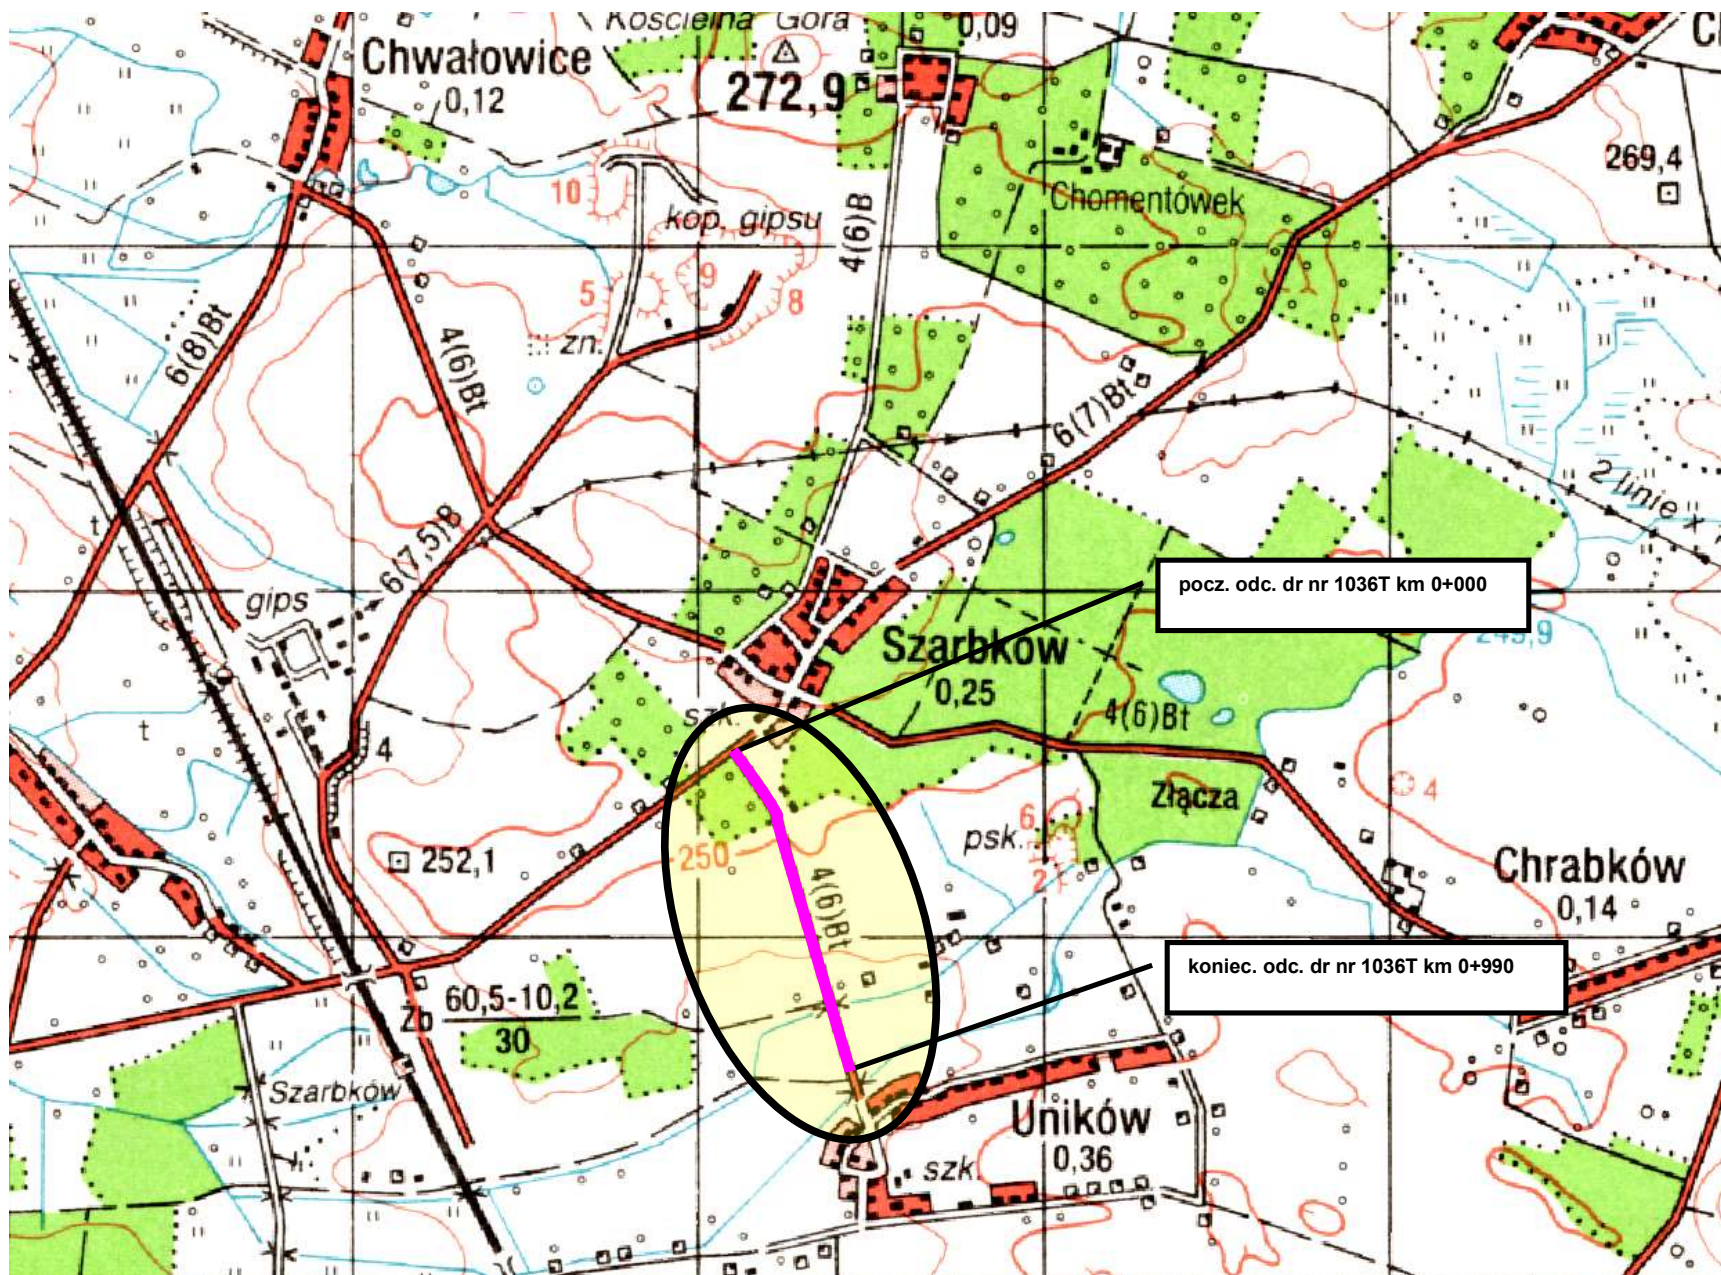 Kościelna Góra
0,09
Chwałowice
0,12
272,9
269,4
10
kop. gipsu
Chomentówek
4(6)B
5
9
8
zn.
6(8)Bt
4(6)Bt
6(7)Bt
2 linie
6(7,5)B
t
gips
pocz. odc. dr nr 1036T km 0+000
249,9
Szarbków
0,25
szk.
4(6)Bt
t
4
Złącza
4
6
psk.
2
252,1
250
4(6)Bt
Chrabków
0,14
koniec. odc. dr nr 1036T km 0+990
Zb
60,5-10,2
30
Szarbków
Uników
0,36
szk.